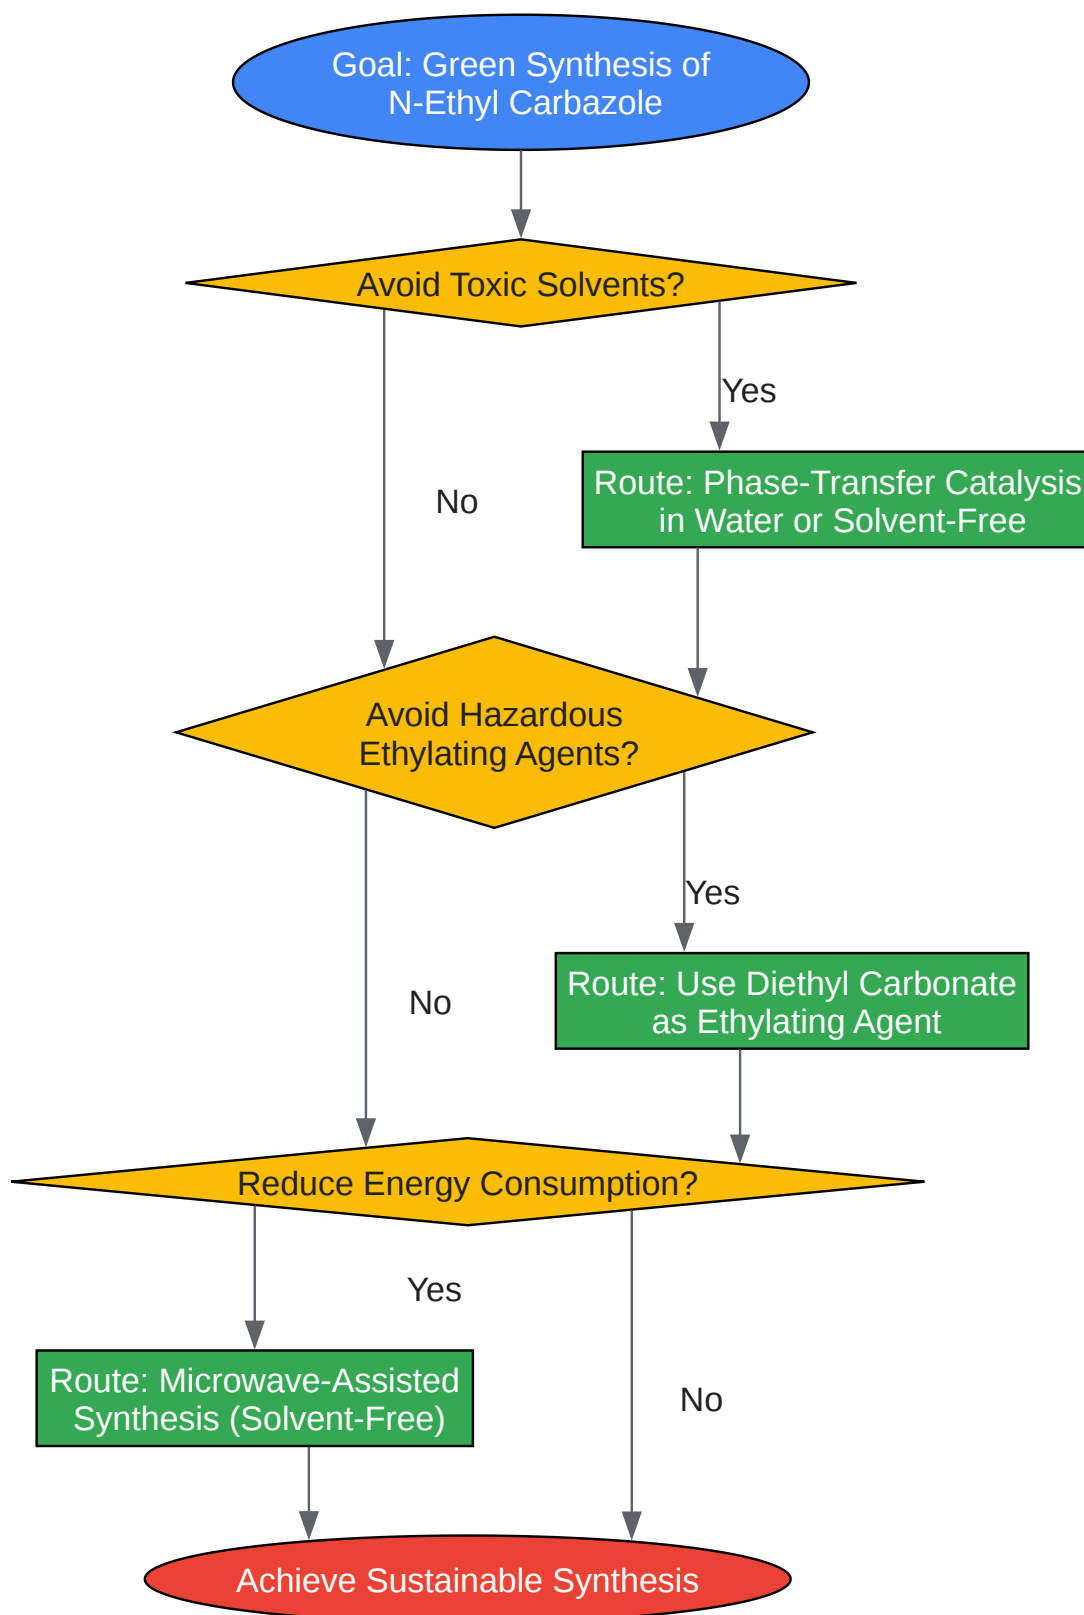 Goal: Green Synthesis of
N-Ethyl Carbazole
Avoid Toxic Solvents?
Yes
Route: Phase-Transfer Catalysis
in Water or Solvent-Free
No
Avoid Hazardous
Ethylating Agents?
Yes
Route: Use Diethyl Carbonate
as Ethylating Agent
No
Reduce Energy Consumption?
Yes
Route: Microwave-Assisted
Synthesis (Solvent-Free)
No
Achieve Sustainable Synthesis